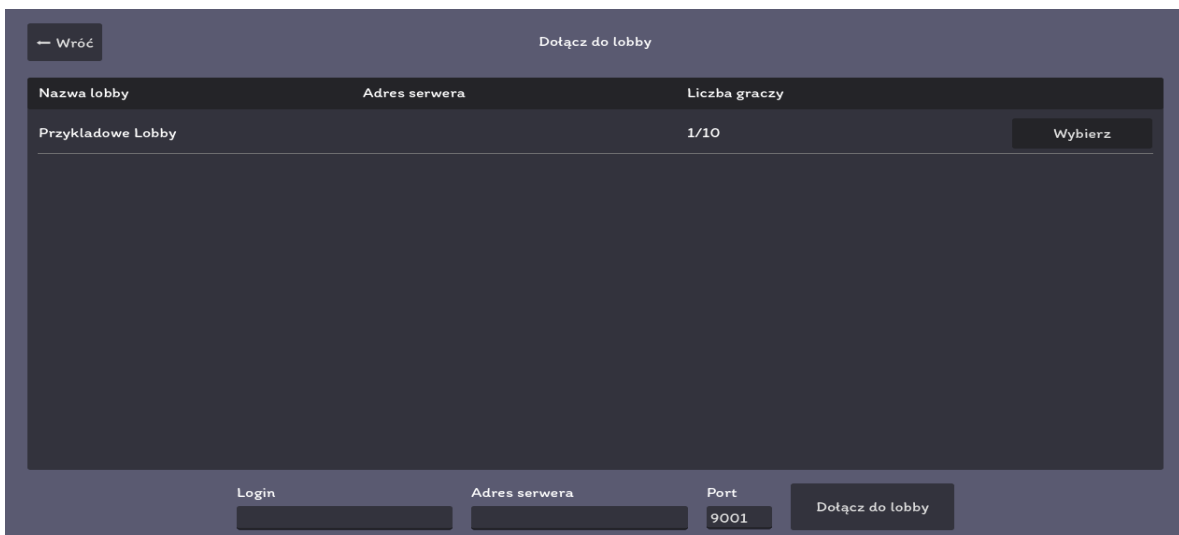 ← Wróć
Dołącz do lobby
Nazwa lobby Adres serwera Liczba graczy
Przykladowe Lobby 1/10 Wybierz
Login Adres serwera Port
9001 Dołącz do lobby